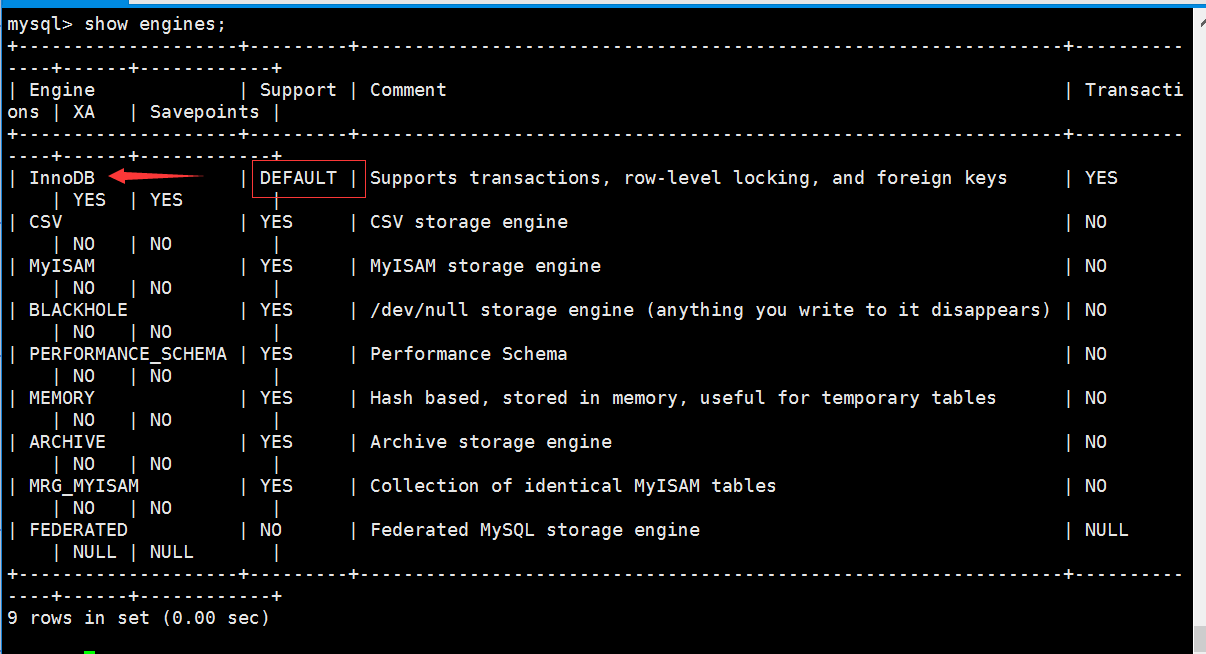 mysql> show engines;
+--------------------+---------+----------------------------------------------------------------+----------
----+------+------------+
| Engine             | Support | Comment                                                        | Transacti
ons | XA   | Savepoints |
+--------------------+---------+----------------------------------------------------------------+----------
----+------+------------+
| InnoDB             | DEFAULT | Supports transactions, row-level locking, and foreign keys     | YES
    | YES  | YES        |
| CSV                | YES     | CSV storage engine                                             | NO
    | NO   | NO         |
| MyISAM             | YES     | MyISAM storage engine                                          | NO
    | NO   | NO         |
| BLACKHOLE          | YES     | /dev/null storage engine (anything you write to it disappears) | NO
    | NO   | NO         |
| PERFORMANCE_SCHEMA | YES     | Performance Schema                                             | NO
    | NO   | NO         |
| MEMORY             | YES     | Hash based, stored in memory, useful for temporary tables      | NO
    | NO   | NO         |
| ARCHIVE            | YES     | Archive storage engine                                         | NO
    | NO   | NO         |
| MRG_MYISAM         | YES     | Collection of identical MyISAM tables                          | NO
    | NO   | NO         |
| FEDERATED          | NO      | Federated MySQL storage engine                                 | NULL
    | NULL | NULL       |
+--------------------+---------+----------------------------------------------------------------+----------
----+------+------------+
9 rows in set (0.00 sec)